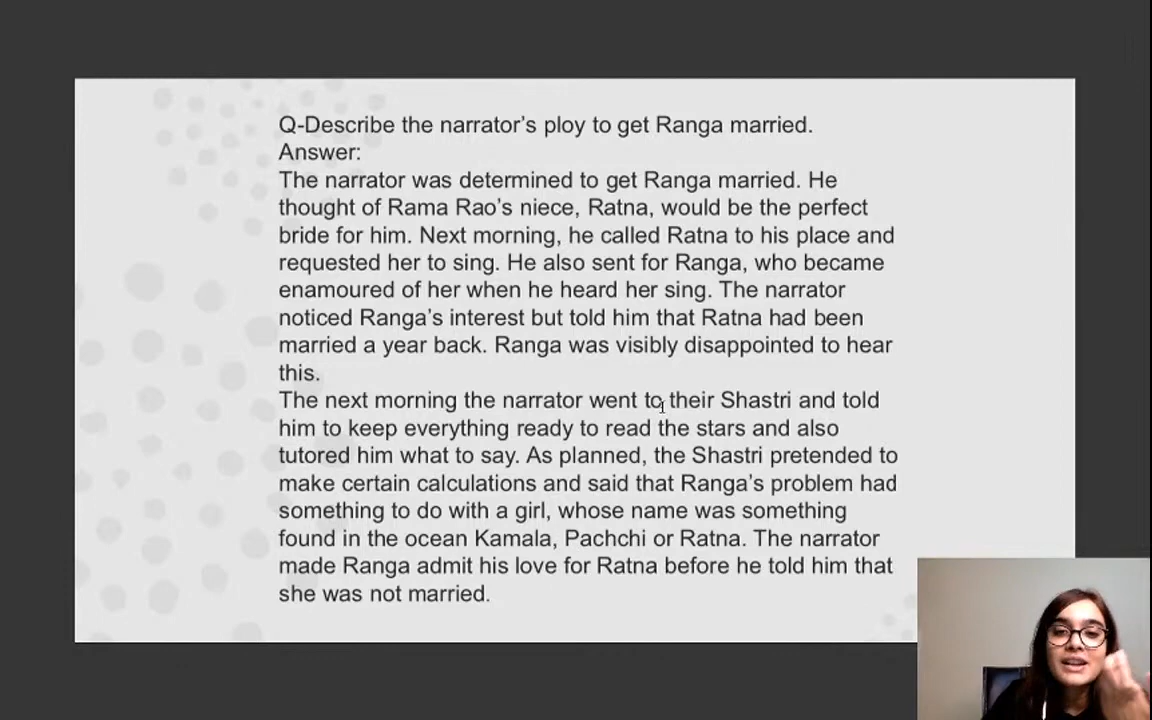 Q-Describe the narrator's ploy to get Ranga married.
Answer:
The narrator was determined to get Ranga married. He
thought of Rama Rao's niece, Ratna, would be the perfect
bride for him. Next morning, he called Ratna to his place and
requested her to sing. He also sent for Ranga, who became
enamoured of her when he heard her sing. The narrator
noticed Ranga's interest but told him that Ratna had been
married a year back. Ranga was visibly disappointed to hear
this.
The next morning the narrator went to their Shastri and told
him to keep everything ready to read the stars and also
tutored him what to say. As planned, the Shastri pretended to
make certain calculations and said that Ranga's problem had
something to do with a girl, whose name was something
found in the ocean Kamala, Pachchi or Ratna. The narrator
made Ranga admit his love for Ratna before he told him that
she was not married.